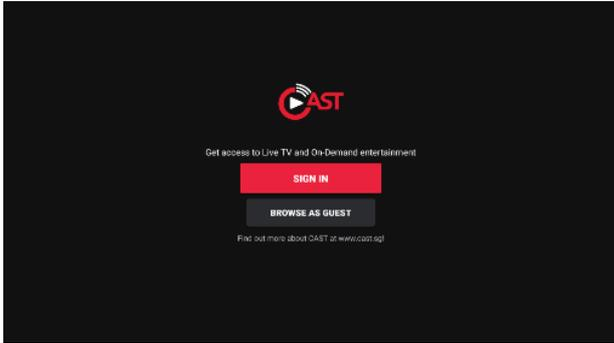 CAST
Get access to Live TV and On-Demand entertainment
SIGN IN
BROWSE AS GUEST
Find out more about CAST at www.cast.sg!